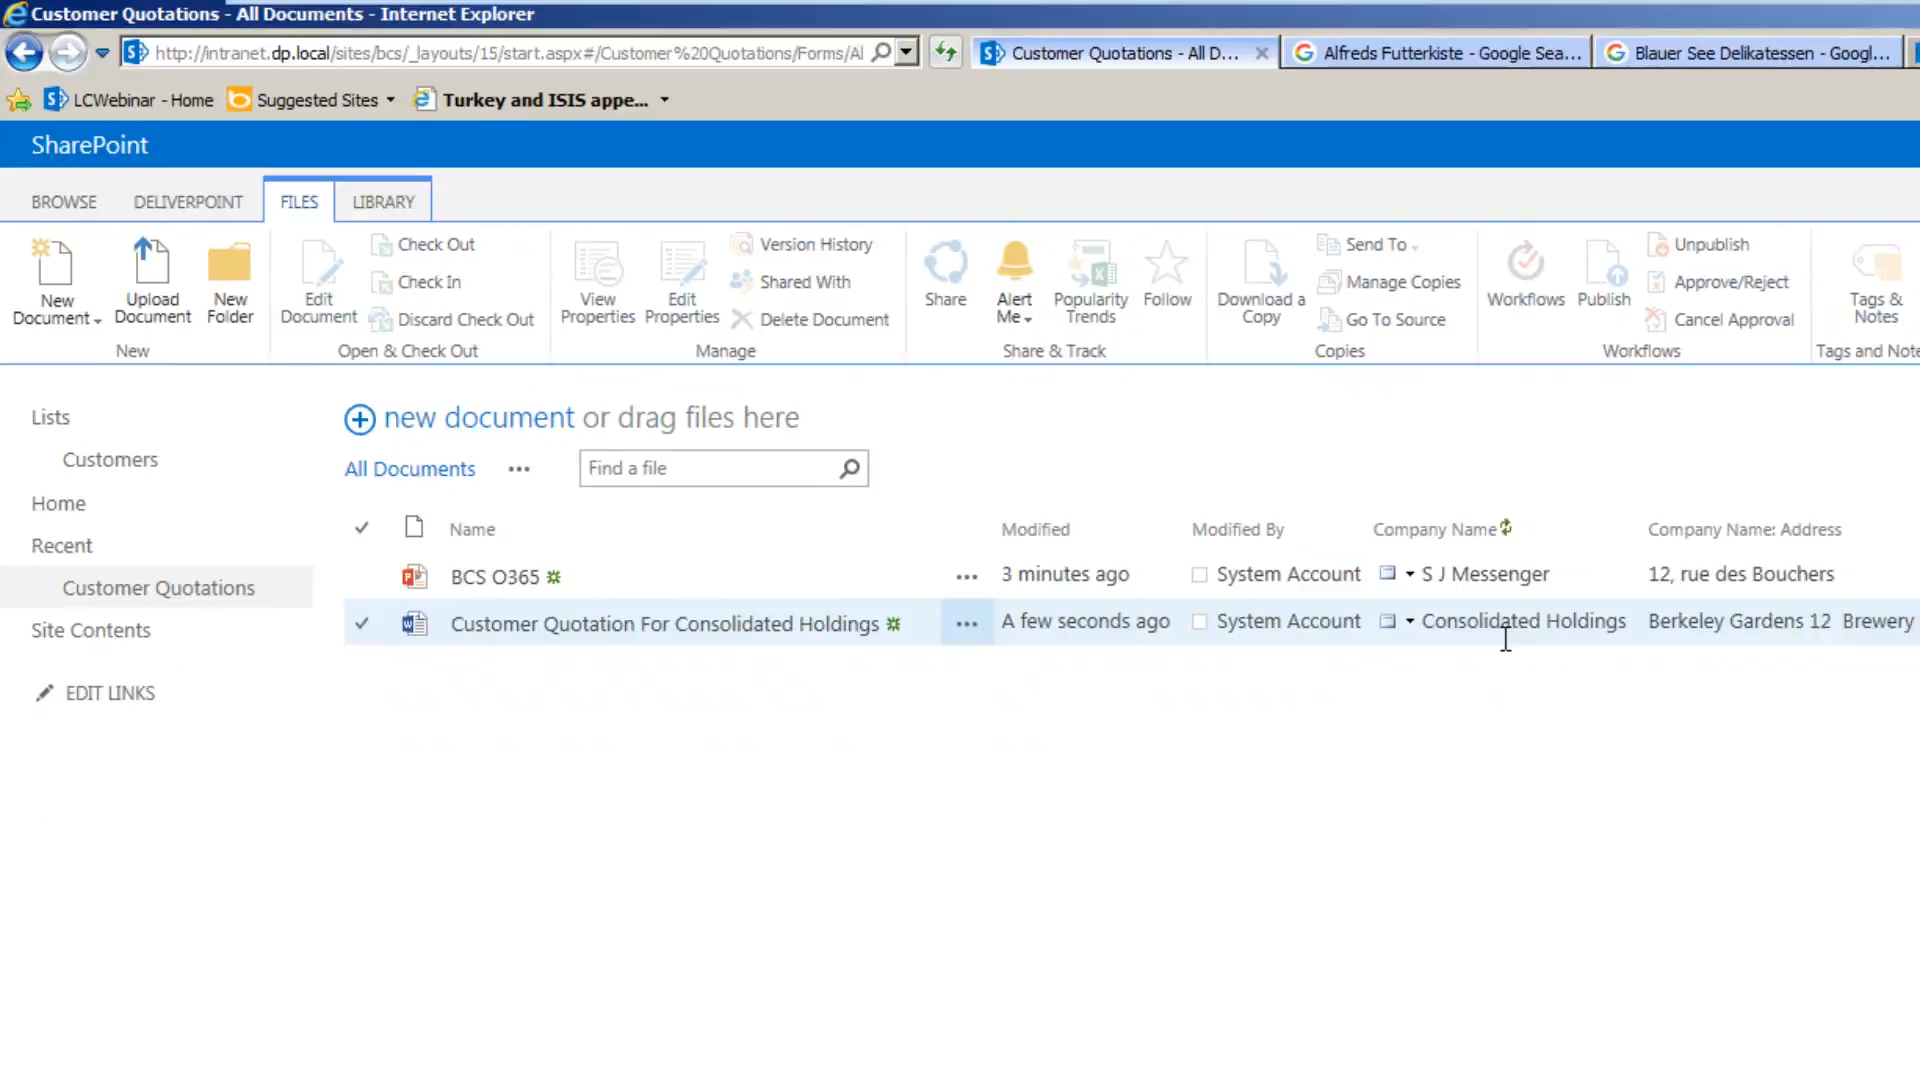 Customer Quotations - All Documents - Internet Explorer
http://intranet.dp.local/sites/bcs/_layouts/15/start.aspx#/Customer%20Quotations/Forms/Al
Customer Quotations - All D...
Alfreds Futterkiste - Google Sea...
Blauer See Delikatessen - Googl...
LCWebinar - Home
Suggested Sites
Turkey and ISIS appe...
SharePoint
BROWSE
DELIVERPOINT
FILES
LIBRARY
New Document
Upload Document
New Folder
New
Edit Document
Check Out
Check In
Discard Check Out
Open & Check Out
View Properties
Edit Properties
Version History
Shared With
Delete Document
Manage
Share
Alert Me
Popularity Trends
Follow
Share & Track
Download a Copy
Send To
Manage Copies
Go To Source
Copies
Workflows
Publish
Unpublish
Approve/Reject
Cancel Approval
Workflows
Tags & Notes
Tags and Note
Lists
Customers
Home
Recent
Customer Quotations
Site Contents
EDIT LINKS
new document or drag files here
All Documents
Find a file
Name
Modified
Modified By
Company Name
Company Name: Address
BCS O365
3 minutes ago
System Account
S J Messenger
12, rue des Bouchers
Customer Quotation For Consolidated Holdings
A few seconds ago
System Account
Consolidated Holdings
Berkeley Gardens 12 Brewery